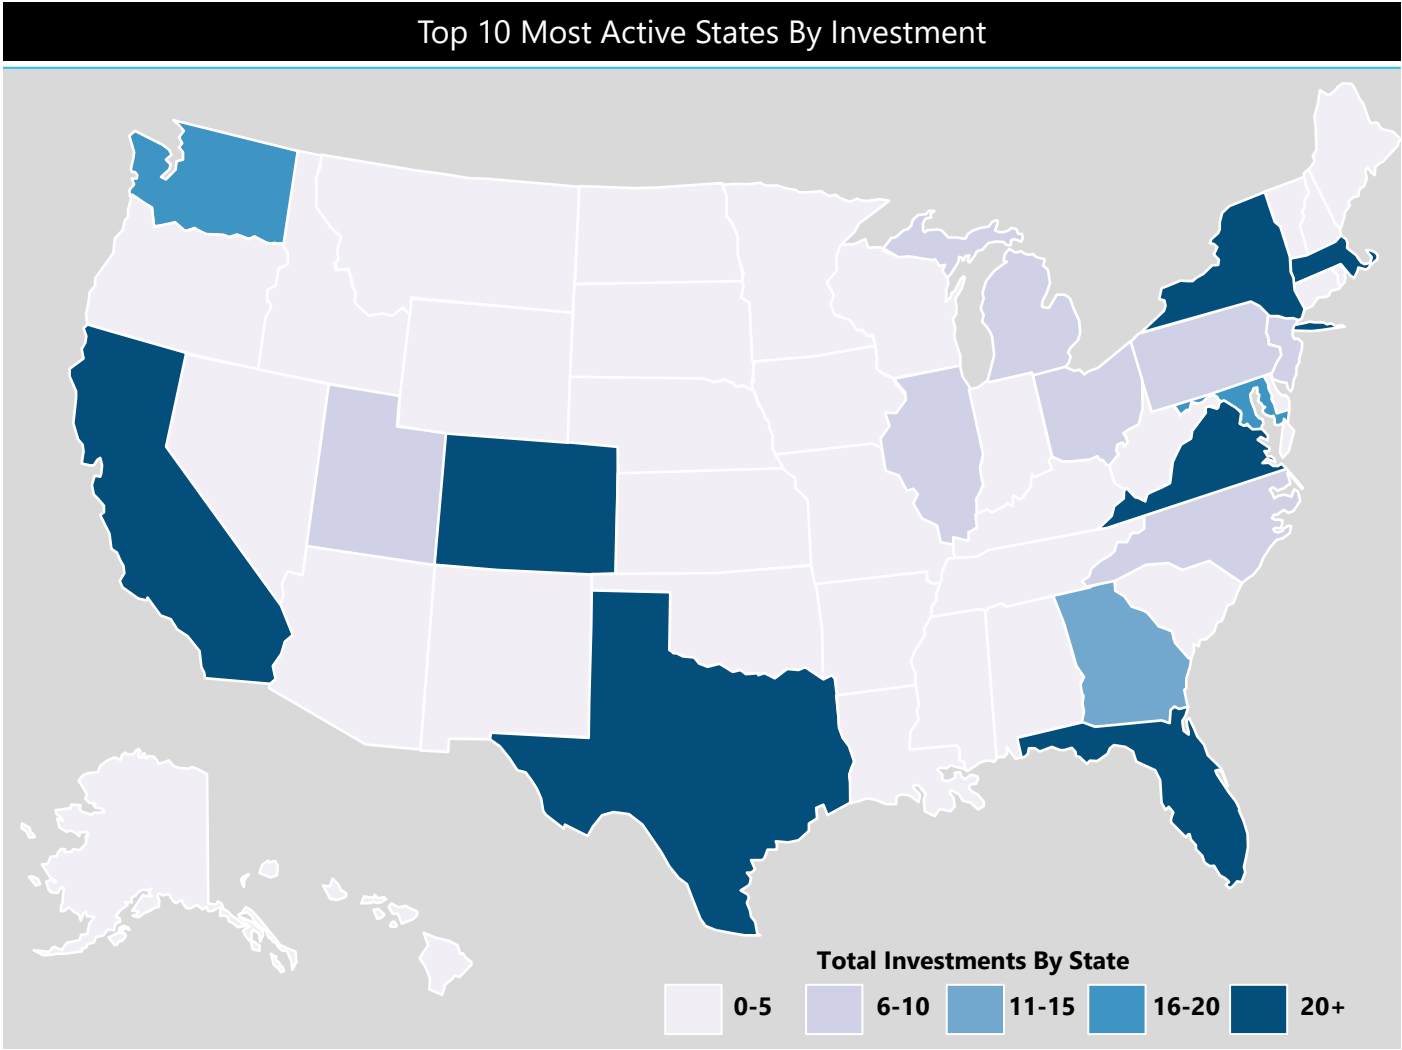 Top 10 Most Active States By Investment
Total Investments By State
0-5 6-10 11-15 16-20 20+